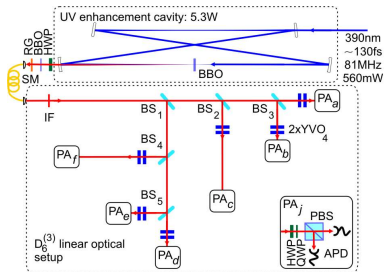 UV enhancement cavity: 5.3W
RG
BBO
HWP
SM
BBO
390nm
~130fs
81MHz
560mW
IF
BS1
BS2
BS3
PAa
2xYVO4
PAb
BS4
PAf
PAc
BS5
PAe
PAd
D6(3) linear optical
setup
PAj
PBS
HWP
QWP
APD